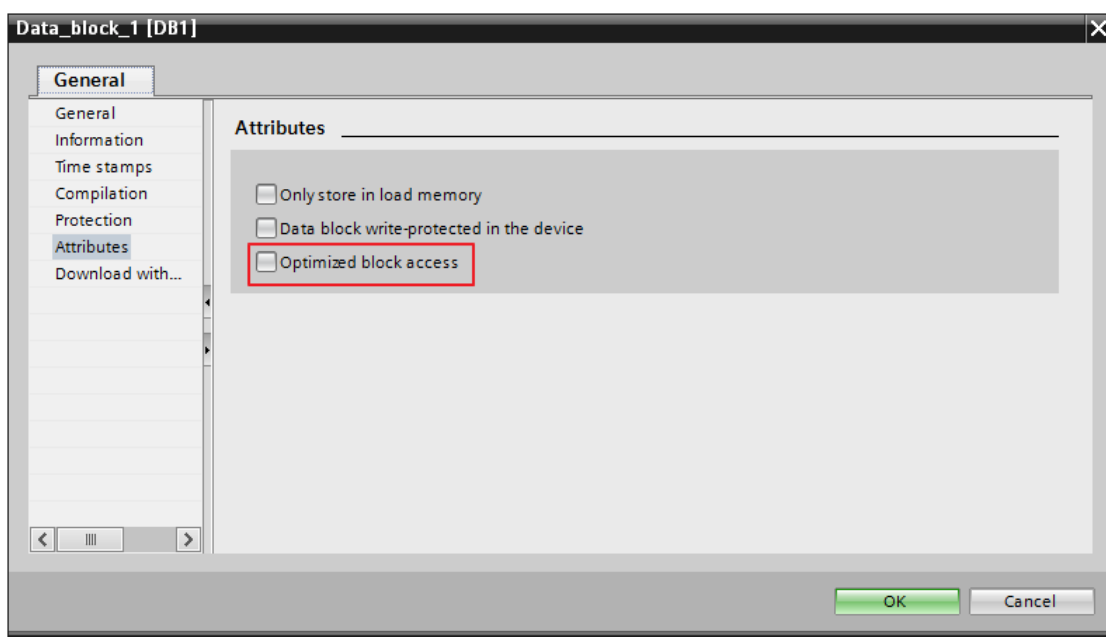 Data_block_1 [DB1]
General
General
Information
Time stamps
Compilation
Protection
Attributes
Download with...
Attributes
Only store in load memory
Data block write-protected in the device
Optimized block access
OK
Cancel